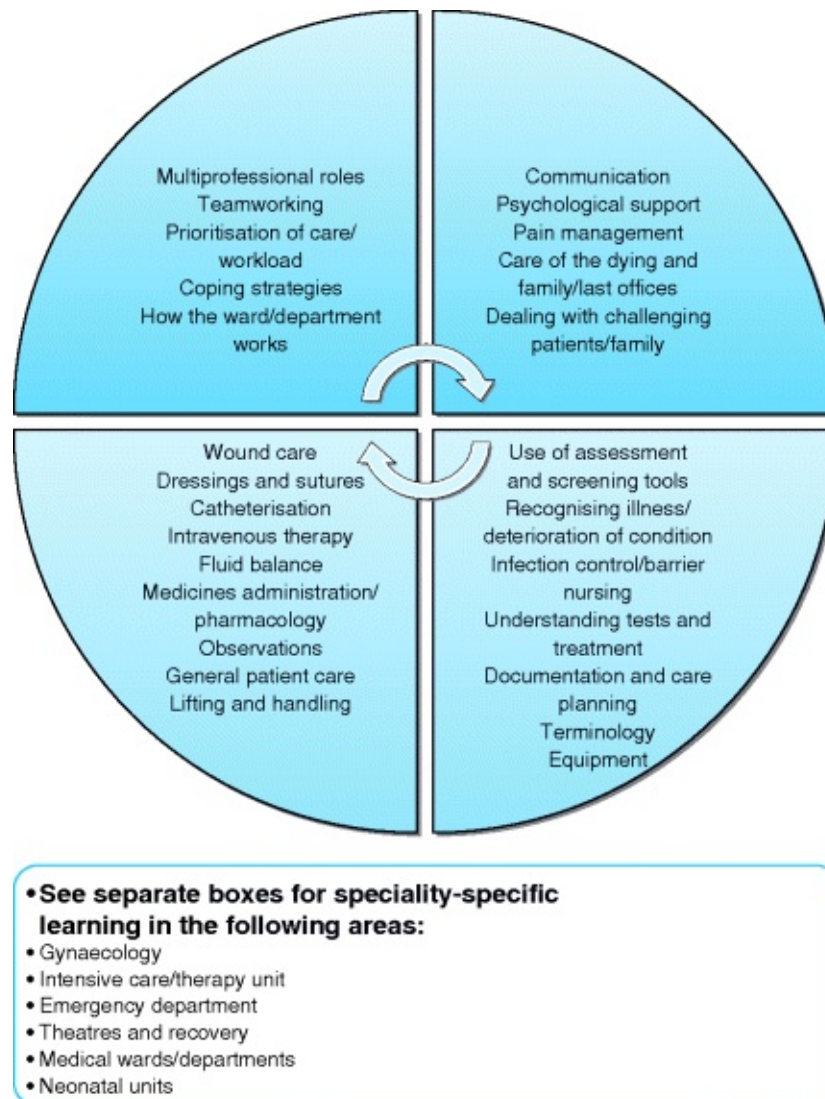 Multiprofessional roles
Teamworking
Prioritisation of care/
workload
Coping strategies
How the ward/department
works
Communication
Psychological support
Pain management
Care of the dying and
family/last offices
Dealing with challenging
patients/family
Wound care
Dressings and sutures
Catheterisation
Intravenous therapy
Fluid balance
Medicines administration/
pharmacology
Observations
General patient care
Lifting and handling
Use of assessment
and screening tools
Recognising illness/
deterioration of condition
Infection control/barrier
nursing
Understanding tests and
treatment
Documentation and care
planning
Terminology
Equipment
•See separate boxes for speciality-specific
learning in the following areas:
• Gynaecology
• Intensive care/therapy unit
• Emergency department
• Theatres and recovery
• Medical wards/departments
• Neonatal units